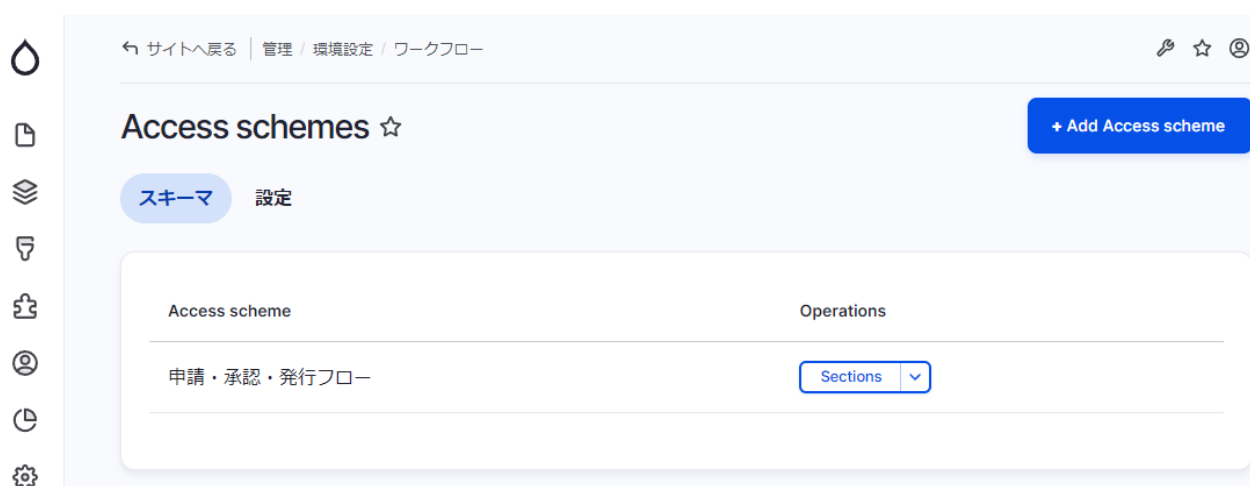 サイトへ戻る 管理 / 環境設定 / ワークフロー
Access schemes
+ Add Access scheme
スキーマ 設定
Access scheme Operations
申請・承認・発行フロー Sections